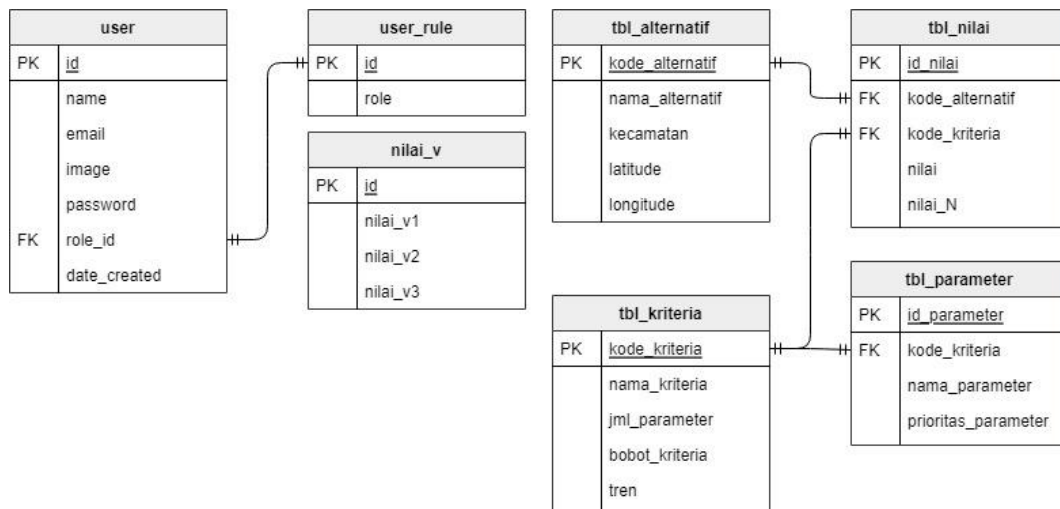 user
PK id
name
email
image
password
FK role_id
date_created
user_rule
PK id
role
nilai_v
PK id
nilai_v1
nilai_v2
nilai_v3
tbl_alternatif
PK kode_alternatif
nama_alternatif
kecamatan
latitude
longitude
tbl_nilai
PK id_nilai
FK kode_alternatif
FK kode_kriteria
nilai
nilai_N
tbl_kriteria
PK kode_kriteria
nama_kriteria
jml_parameter
bobot_kriteria
tren
tbl_parameter
PK id_parameter
FK kode_kriteria
nama_parameter
prioritas_parameter